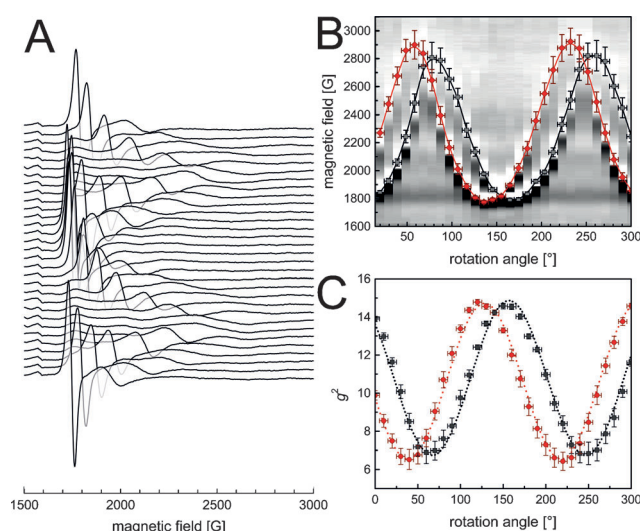 A
1500 2000 2500 3000
magnetic field [G]
B
magnetic field [G]
3000
2800
2600
2400
2200
2000
1800
1600
50 100 150 200 250 300
rotation angle [°]
C
g²
16
14
12
10
8
6
0 50 100 150 200 250 300
rotation angle [°]